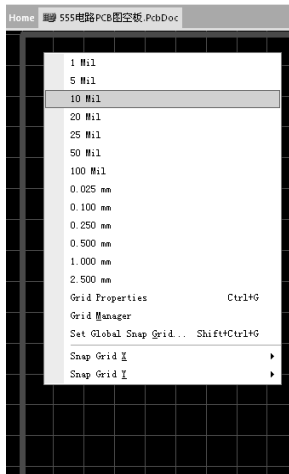 Home 555电路PCB图空板.PcbDoc
1 Mil
5 Mil
10 Mil
20 Mil
25 Mil
50 Mil
100 Mil
0.025 mm
0.100 mm
0.250 mm
0.500 mm
1.000 mm
2.500 mm
Grid Properties Ctrl+G
Grid Manager
Set Global Snap Grid... Shift+Ctrl+G
Snap Grid X
Snap Grid Y